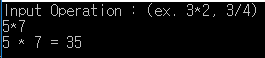 Input Operation : (ex. 3*2, 3/4)
5*7
5 * 7 = 35